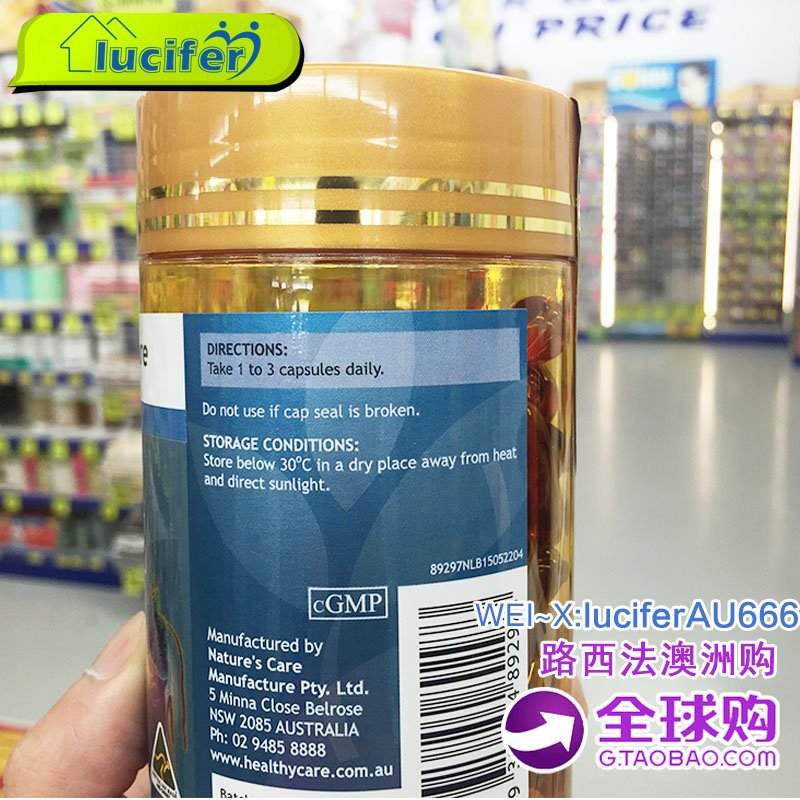 lucifer
PRICE
re
DIRECTIONS:
Take 1 to 3 capsules daily.
Do not use if cap seal is broken.
STORAGE CONDITIONS:
Store below 30°C in a dry place away from heat
and direct sunlight.
89297NLB15052204
cGMP
Manufactured by
Nature's Care
Manufacture Pty. Ltd.
5 Minna Close Belrose
NSW 2085 AUSTRALIA
Ph: 02 9485 8888
www.healthycare.com.au
WEI~X:luciferAU666
路西法澳洲购
全球购
G.TAOBAO.COM